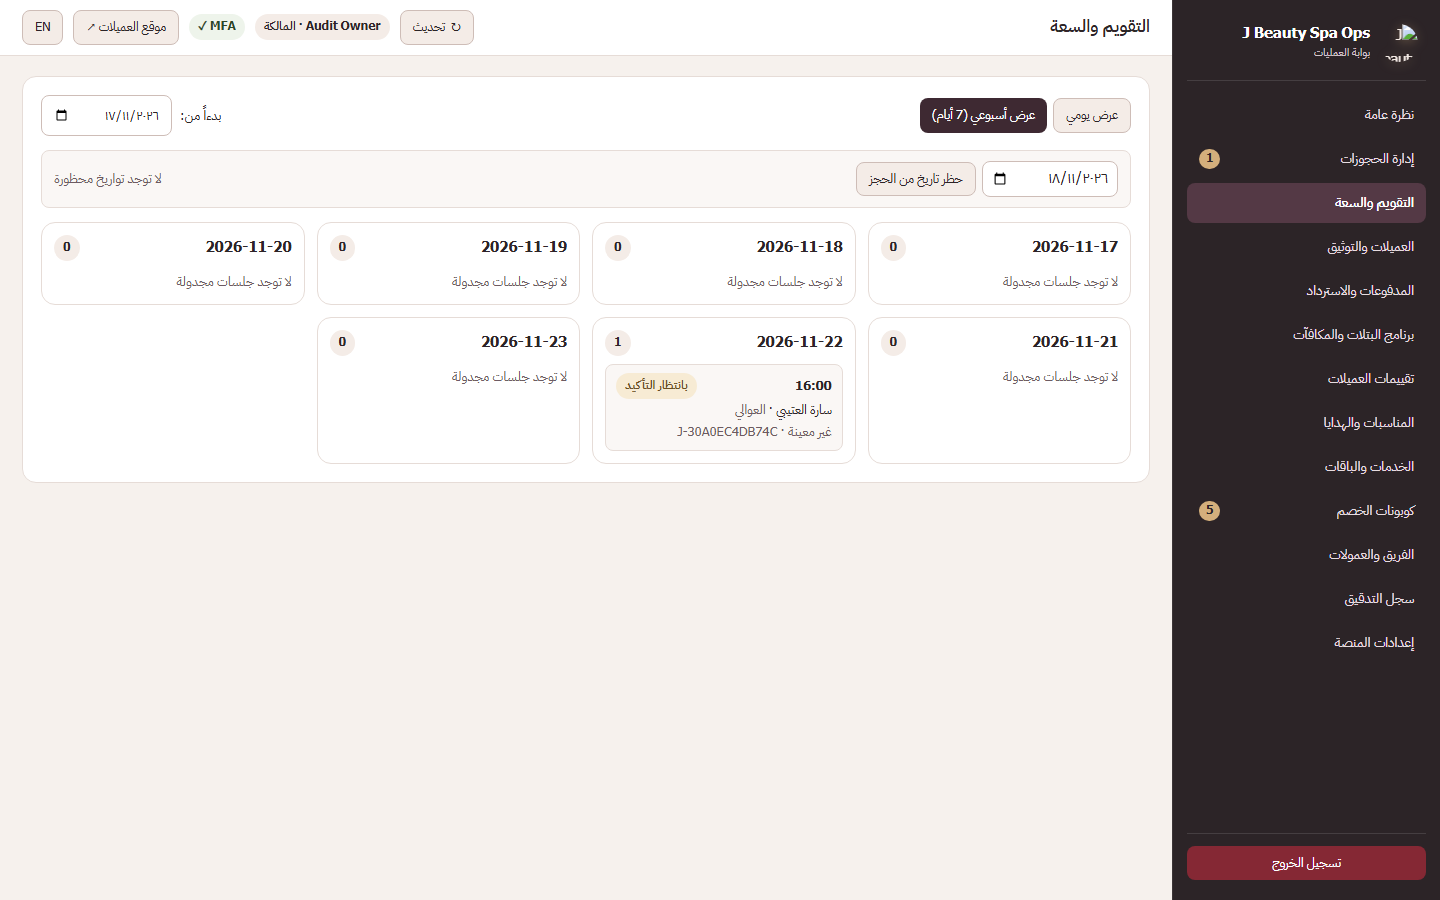 J Beauty Spa Ops
بوابة العمليات
نظرة عامة
إدارة الحجوزات 1
التقويم والسعة
العميلات والتوثيق
المدفوعات والاسترداد
برنامج البتلات والمكافآت
تقييمات العميلات
المناسبات والهدايا
الخدمات والباقات
كوبونات الخصم 5
الفريق والعمولات
سجل التدقيق
إعدادات المنصة
تسجيل الخروج
التقويم والسعة
↻ تحديث
Audit Owner · المالكة
MFA ✓
موقع العميلات ↗
EN
عرض يومي
عرض أسبوعي (7 أيام)
بدءاً من: ١٧/١١/٢٠٢٦
١٨/١١/٢٠٢٦
حظر تاريخ من الحجز
لا توجد تواريخ محظورة
2026-11-17 0
لا توجد جلسات مجدولة
2026-11-18 0
لا توجد جلسات مجدولة
2026-11-19 0
لا توجد جلسات مجدولة
2026-11-20 0
لا توجد جلسات مجدولة
2026-11-21 0
لا توجد جلسات مجدولة
2026-11-22 1
16:00 بانتظار التأكيد
سارة العتيبي · العوالي
غير معينة · J-30A0EC4DB74C
2026-11-23 0
لا توجد جلسات مجدولة